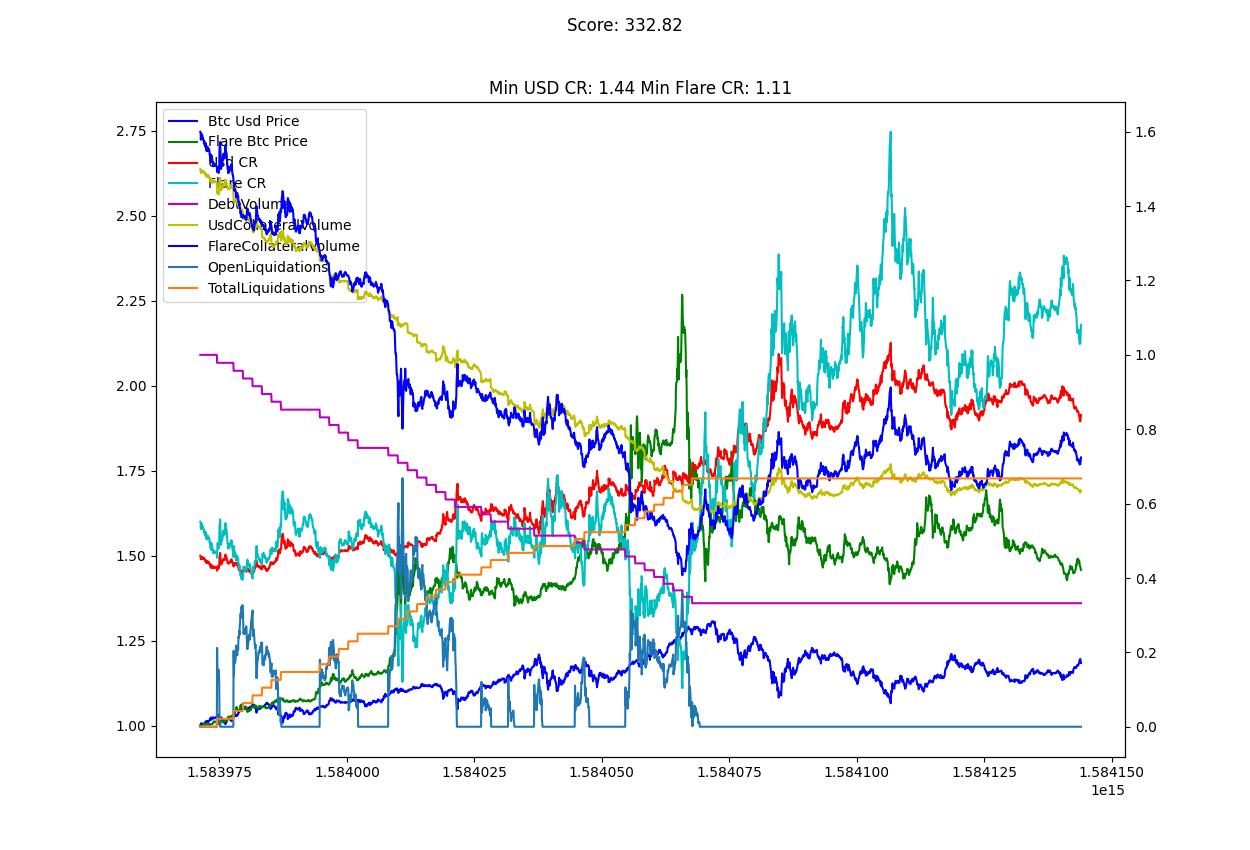 Score: 332.82
Min USD CR: 1.44 Min Flare CR: 1.11
Btc Usd Price
Flare Btc Price
Usd CR
Flare CR
DebtVolume
UsdCollateralVolume
FlareCollateralVolume
OpenLiquidations
TotalLiquidations
2.75
2.50
2.25
2.00
1.75
1.50
1.25
1.00
1.6
1.4
1.2
1.0
0.8
0.6
0.4
0.2
0.0
1.583975
1.584000
1.584025
1.584050
1.584075
1.584100
1.584125
1.584150
1e15